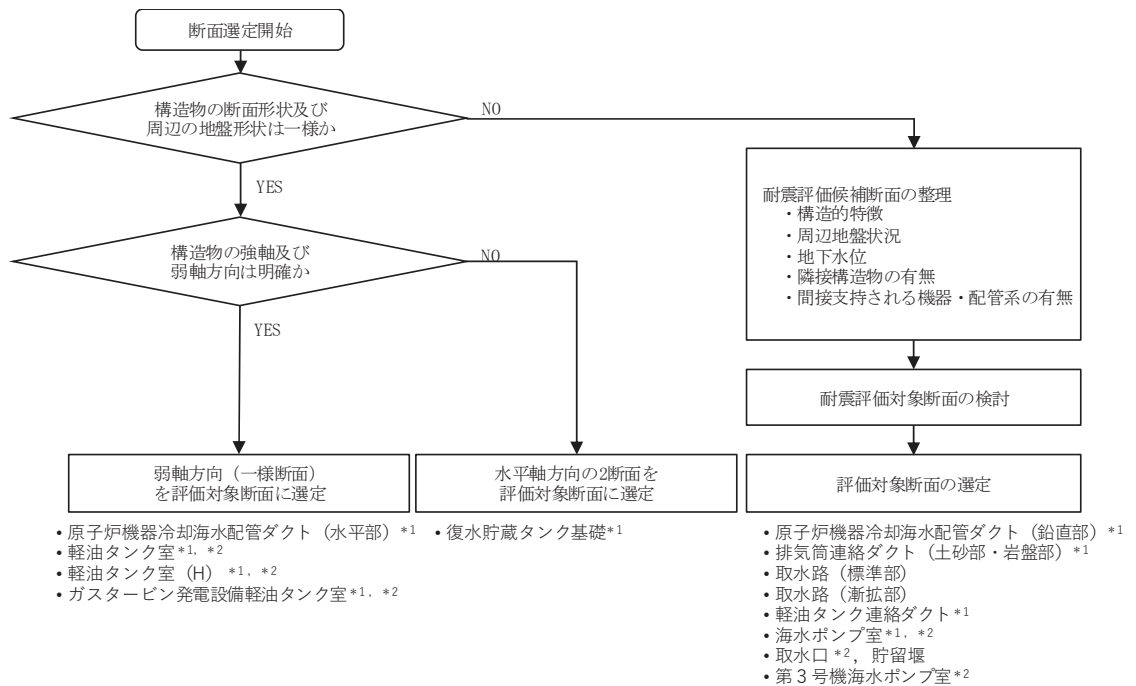 断面選定開始
構造物の断面形状及び
周辺の地盤形状は一様か
NO
YES
構造物の強軸及び
弱軸方向は明確か
NO
YES
耐震評価候補断面の整理
・構造的特徴
・周辺地盤状況
・地下水位
・隣接構造物の有無
・間接支持される機器・配管系の有無
耐震評価対象断面の検討
弱軸方向（一様断面）
を評価対象断面に選定
水平軸方向の2断面を
評価対象断面に選定
評価対象断面の選定
• 原子炉機器冷却海水配管ダクト（水平部）*1
• 軽油タンク室*1，*2
• 軽油タンク室（H）*1，*2
• ガスタービン発電設備軽油タンク室*1，*2
• 復水貯蔵タンク基礎*1
• 原子炉機器冷却海水配管ダクト（鉛直部）*1
• 排気筒連絡ダクト（土砂部・岩盤部）*1
• 取水路（標準部）
• 取水路（漸拡部）
• 軽油タンク連絡ダクト*1
• 海水ポンプ室*1，*2
• 取水口*2，貯留堰
• 第３号機海水ポンプ室*2